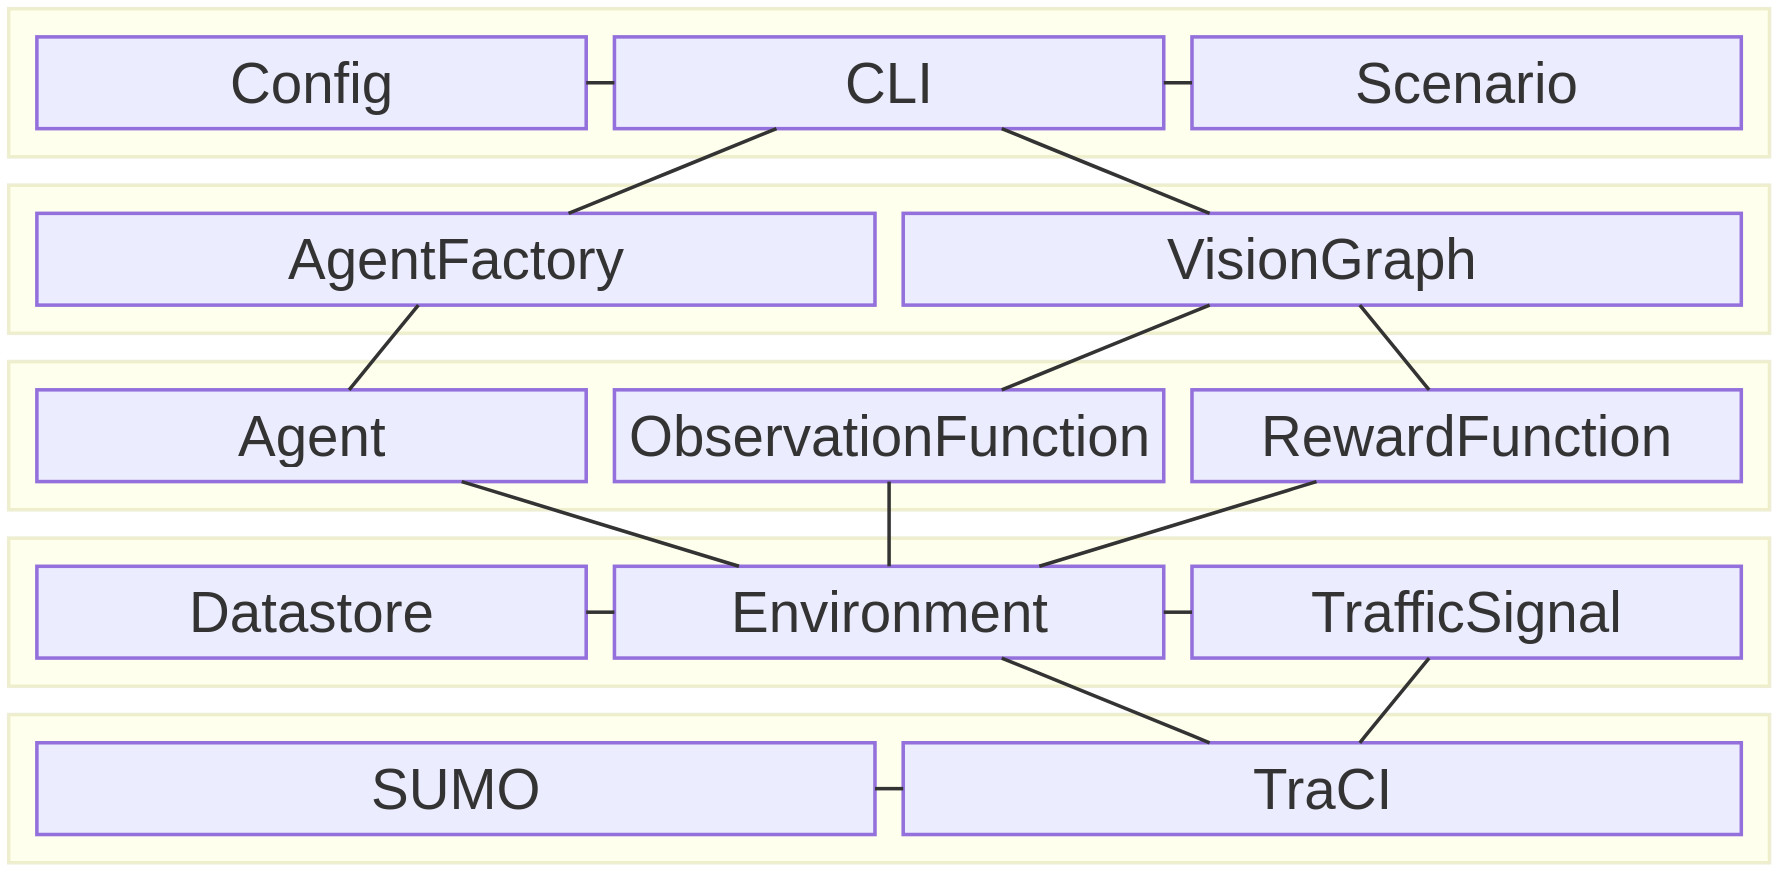 Config
CLI
Scenario
AgentFactory
VisionGraph
Agent
ObservationFunction
RewardFunction
Datastore
Environment
TrafficSignal
SUMO
TraCI